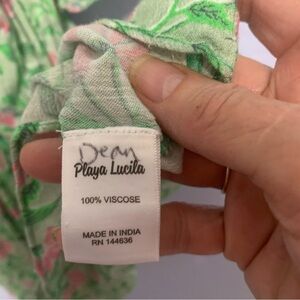 Dean
Playa Lucila
100% VISCOSE
MADE IN INDIA
RN 144636